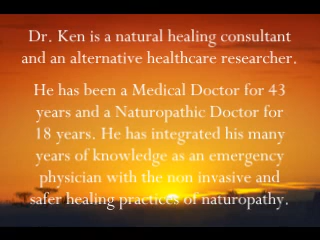 Dr. Ken is a natural healing consultant
and an alternative healthcare researcher.
He has been a Medical Doctor for 43
years and a Naturopathic Doctor for
18 years. He has integrated his many
years of knowledge as an emergency
physician with the non invasive and
safer healing practices of naturopathy.